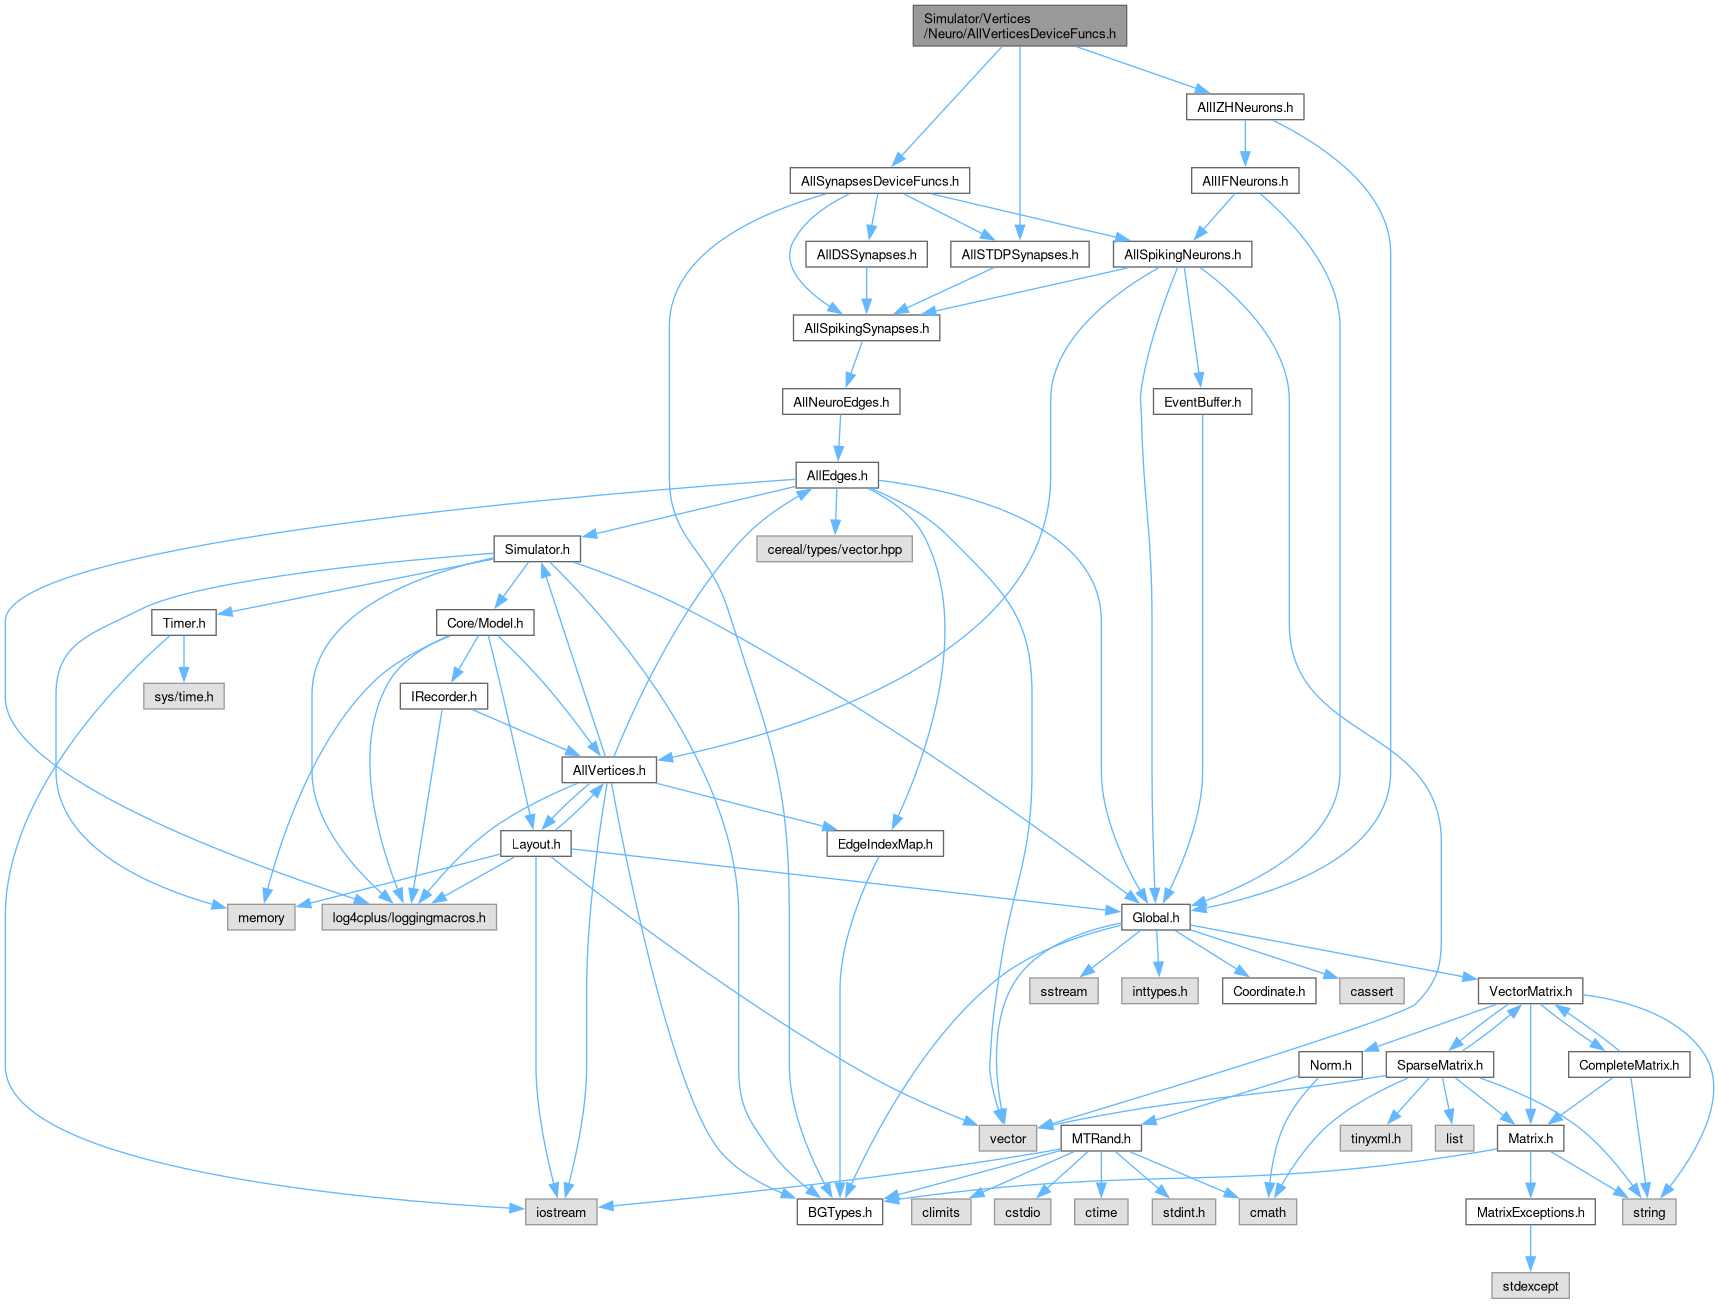 Simulator/Vertices
/Neuro/AllVerticesDeviceFuncs.h
AllIZHNeurons.h
AllSynapsesDeviceFuncs.h
AllIFNeurons.h
AllDSSynapses.h
AllSTDPSynapses.h
AllSpikingNeurons.h
AllSpikingSynapses.h
AllNeuroEdges.h
EventBuffer.h
AllEdges.h
Simulator.h
cereal/types/vector.hpp
Timer.h
Core/Model.h
sys/time.h
IRecorder.h
AllVertices.h
Layout.h
EdgeIndexMap.h
memory
log4cplus/loggingmacros.h
Global.h
sstream
inttypes.h
Coordinate.h
cassert
VectorMatrix.h
Norm.h
SparseMatrix.h
CompleteMatrix.h
vector
MTRand.h
tinyxml.h
list
Matrix.h
iostream
BGTypes.h
climits
cstdio
ctime
stdint.h
cmath
MatrixExceptions.h
string
stdexcept